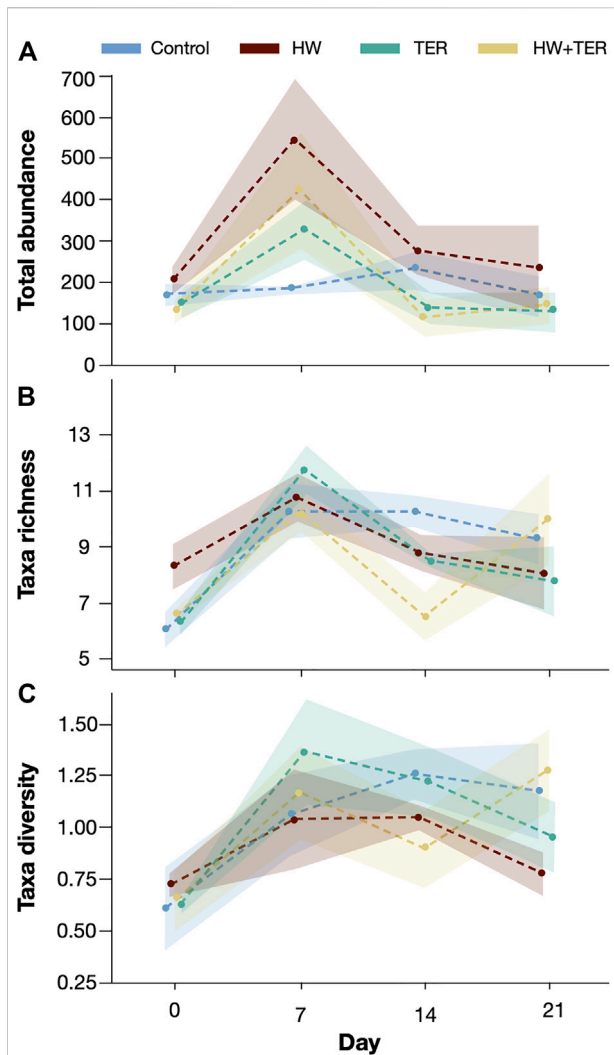 Control HW TER HW+TER
A
Total abundance
700
600
500
400
300
200
100
0
B
Taxa richness
13
11
9
7
5
C
Taxa diversity
1.50
1.25
1.00
0.75
0.50
0.25
0 7 14 21
Day